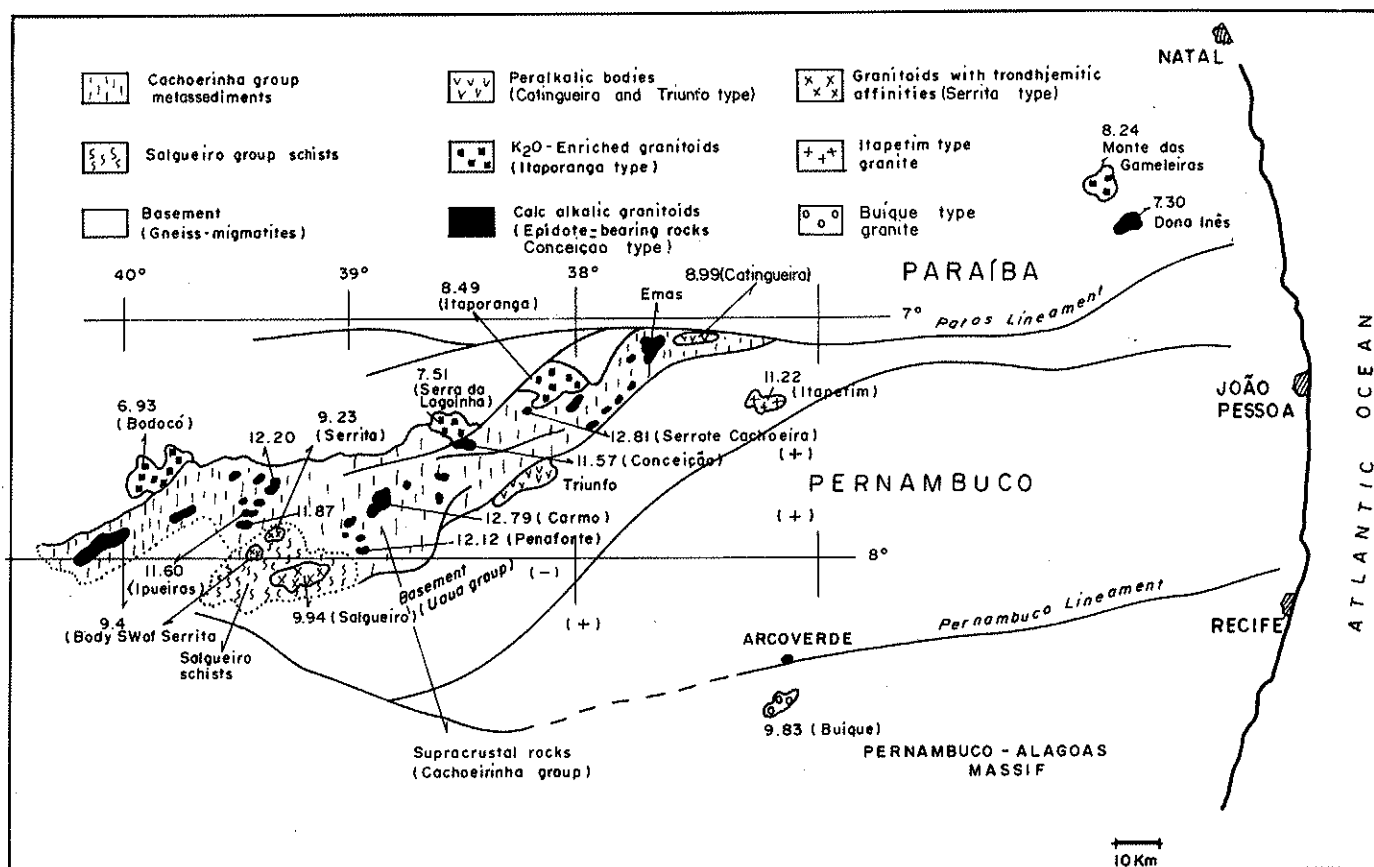 NATAL
Cachoerinha group
metassediments
Peralkalic bodies
(Catingueira and Triunfo type)
Granitoids with trondhjemitic
affinities (Serrita type)
Salgueiro group schists
K2O-Enriched granitoids
(Itaporanga type)
Itapetim type
granite
Basement
(Gneiss-migmatites)
Calc alkalic granitoids
(Epidote-bearing rocks
Conceiçao type)
Buíque type
granite
8.24
Monte das
Gameleiras
7.30
Dona Inês
40°
39°
38°
8.99 (Catingueira)
PARAÍBA
8.49
(Itaporanga)
Emas
7°
Patos Lineament
7.51
(Serra da
Lagoinha)
11.22
(Itapetim)
JOÃO
PESSOA
ATLANTIC OCEAN
6.93
(Bodocó)
9.23
(Serrita)
12.20
12.81 (Serrote Cachoeira)
11.57 (Conceição)
(+)
Triunfo
PERNAMBUCO
11.87
12.79 (Carmo)
(+)
12.12 (Penaforte)
8°
11.60
(Ipueiras)
Basement
(Uaua group)
(-)
9.4
(Body SW of Serrita
9.94 (Salgueiro)
(+)
Salgueiro
schists
Pernambuco Lineament
RECIFE
ARCOVERDE
9.83 (Buique)
Supracrustal rocks
(Cachoeirinha group)
PERNAMBUCO-ALAGOAS
MASSIF
10 Km